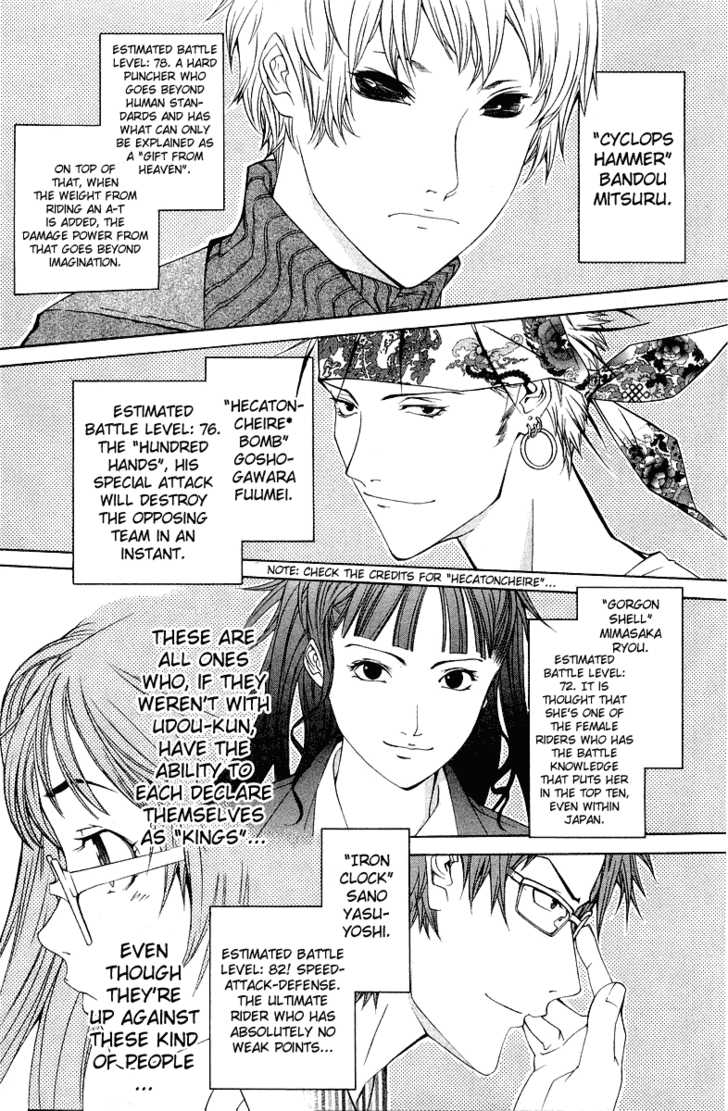 "CYCLOPS
HAMMER"
BANDOU
MITSURU.
ESTIMATED BATTLE
LEVEL: 78. A HARD
PUNCHER WHO
GOES BEYOND
HUMAN STAN-
DARDS AND HAS
WHAT CAN ONLY
BE EXPLAINED AS
A "GIFT FROM
HEAVEN".
ON TOP OF
THAT, WHEN
THE WEIGHT FROM
RIDING AN A-T
IS ADDED, THE
DAMAGE POWER FROM
THAT GOES BEYOND
IMAGINATION.
"HECATON-
CHEIRE*
BOMB"
GOSHO-
GAWARA
FUUMEI.
ESTIMATED
BATTLE LEVEL: 76.
THE "HUNDRED
HANDS", HIS
SPECIAL ATTACK
WILL DESTROY
THE OPPOSING
TEAM IN AN
INSTANT.
NOTE: CHECK THE CREDITS FOR "HECATONCHEIRE"...
"GORGON
SHELL"
MIMASAKA
RYOU.
ESTIMATED
BATTLE LEVEL:
72. IT IS
THOUGHT THAT
SHE'S ONE OF
THE FEMALE
RIDERS WHO HAS
THE BATTLE
KNOWLEDGE
THAT PUTS HER
IN THE TOP TEN,
EVEN WITHIN
JAPAN.
THESE ARE
ALL ONES
WHO, IF THEY
WEREN'T WITH
UDOU-KUN,
HAVE THE
ABILITY TO
EACH DECLARE
THEMSELVES
AS "KINGS"...
"IRON
CLOCK"
SANO
YASU-
YOSHI.
ESTIMATED BATTLE
LEVEL: 82! SPEED-
ATTACK-DEFENSE.
THE ULTIMATE
RIDER WHO HAS
ABSOLUTELY NO
WEAK POINTS...
EVEN
THOUGH
THEY'RE
UP AGAINST
THESE KIND
OF PEOPLE
...